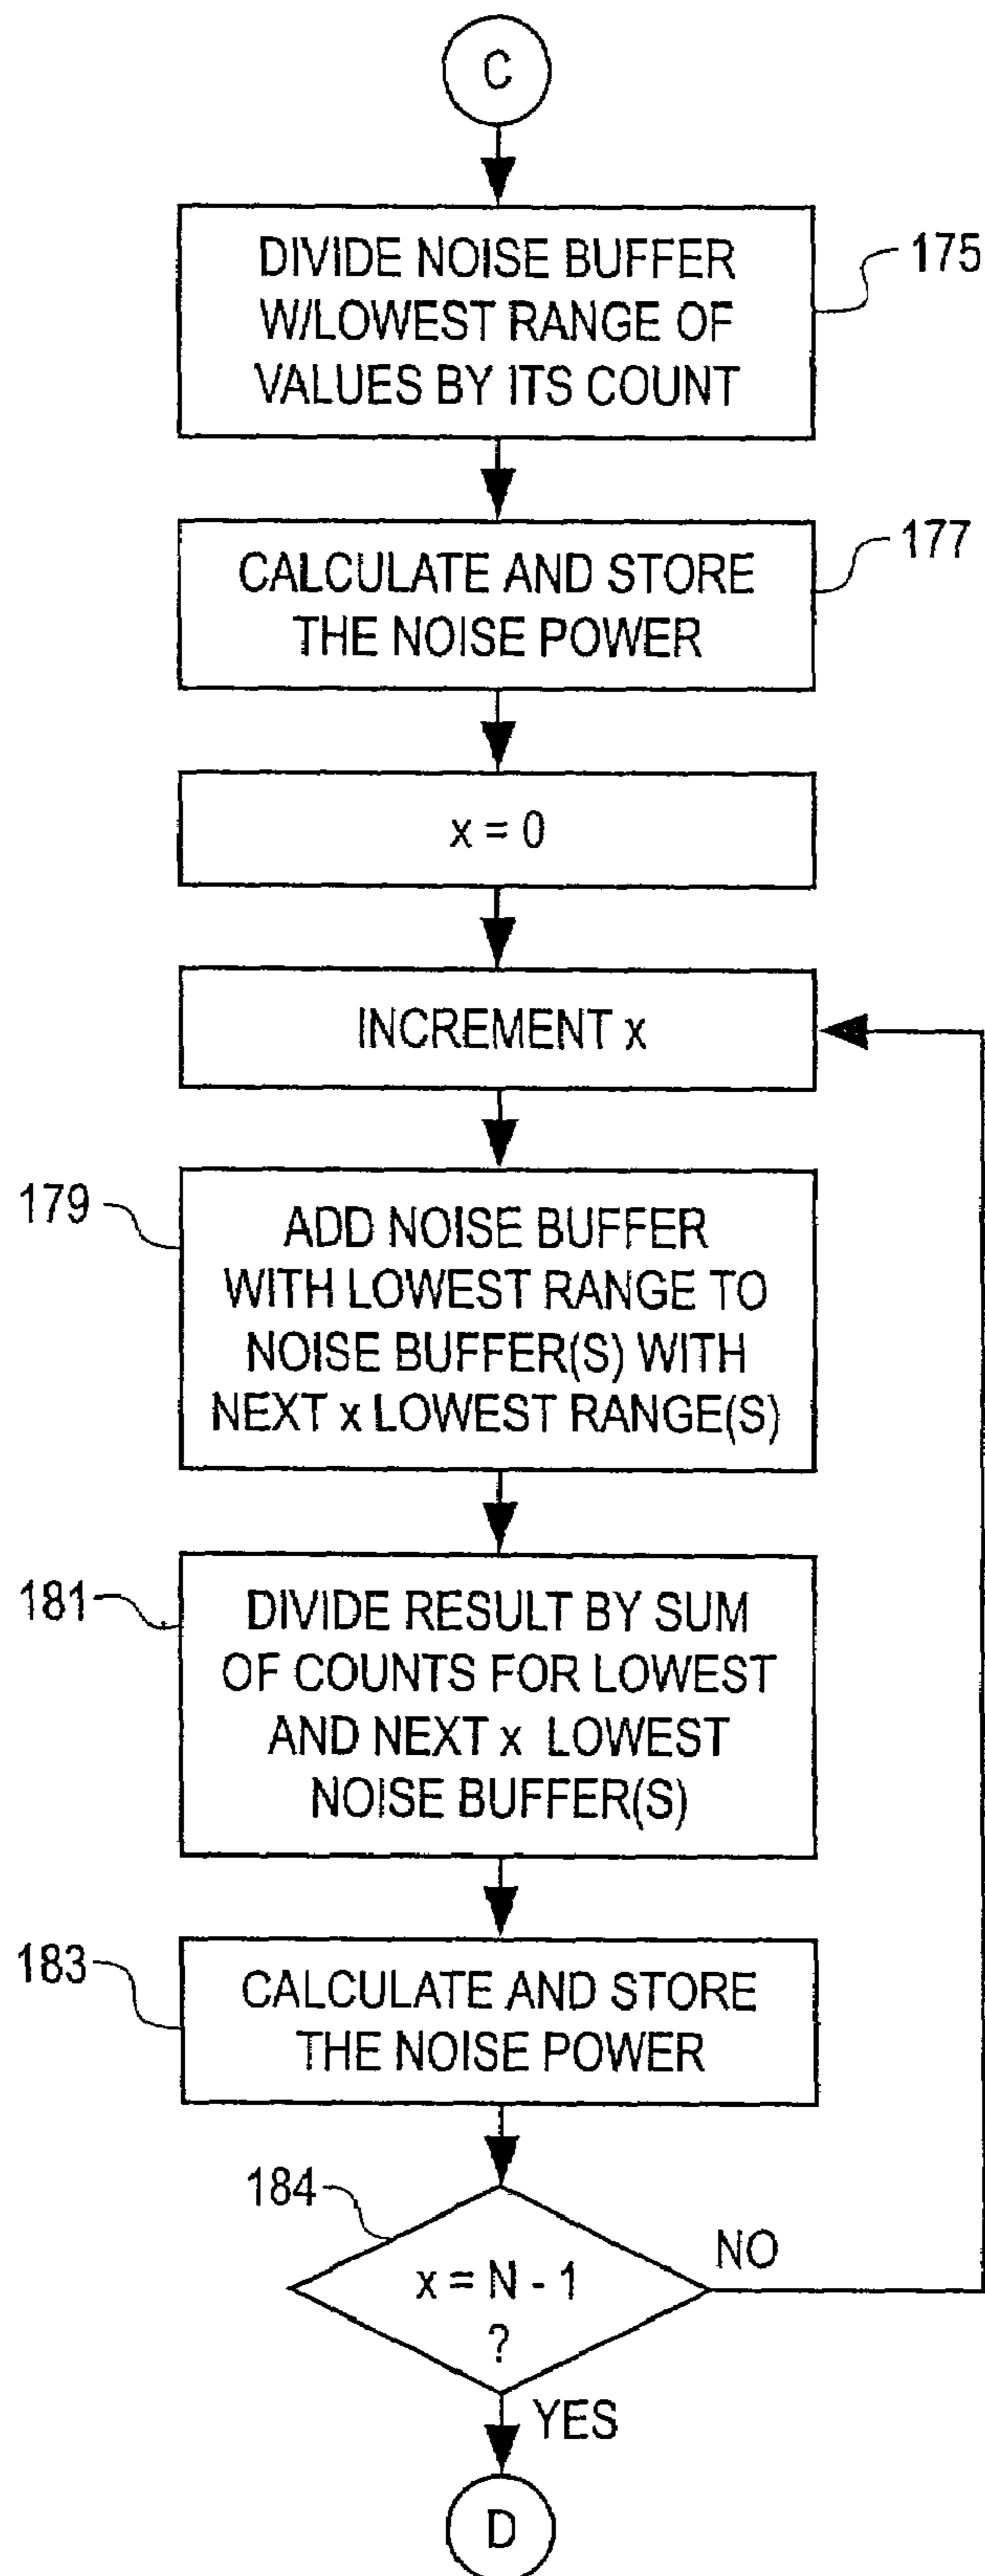 C
DIVIDE NOISE BUFFER
W/LOWEST RANGE OF
VALUES BY ITS COUNT
175
CALCULATE AND STORE
THE NOISE POWER
177
x = 0
INCREMENT x
179
ADD NOISE BUFFER
WITH LOWEST RANGE TO
NOISE BUFFER(S) WITH
NEXT x LOWEST RANGE(S)
181
DIVIDE RESULT BY SUM
OF COUNTS FOR LOWEST
AND NEXT x LOWEST
NOISE BUFFER(S)
183
CALCULATE AND STORE
THE NOISE POWER
184
x = N - 1
?
NO
YES
D